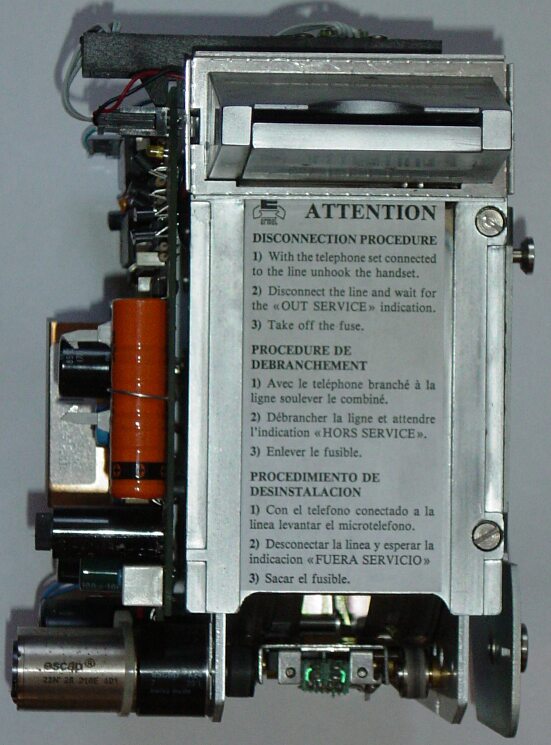 ATTENTION
DISCONNECTION PROCEDURE
1) With the telephone set connected
to the line unhook the handset.
2) Disconnect the line and wait for
the «OUT SERVICE» indication.
3) Take off the fuse.
PROCEDURE DE
DEBRANCHEMENT
1) Avec le teléphone branché à la
ligne soulever le combiné.
2) Débrancher la ligne et attendre
l'indication «HORS SERVICE».
3) Enlever le fusible.
PROCEDIMIENTO DE
DESINSTALACION
1) Con el telefono conectado a la
linea levantar el microtelefono.
2) Desconectar la linea y esperar la
indicacion «FUERA SERVICIO»
3) Sacar el fusible.
escap®